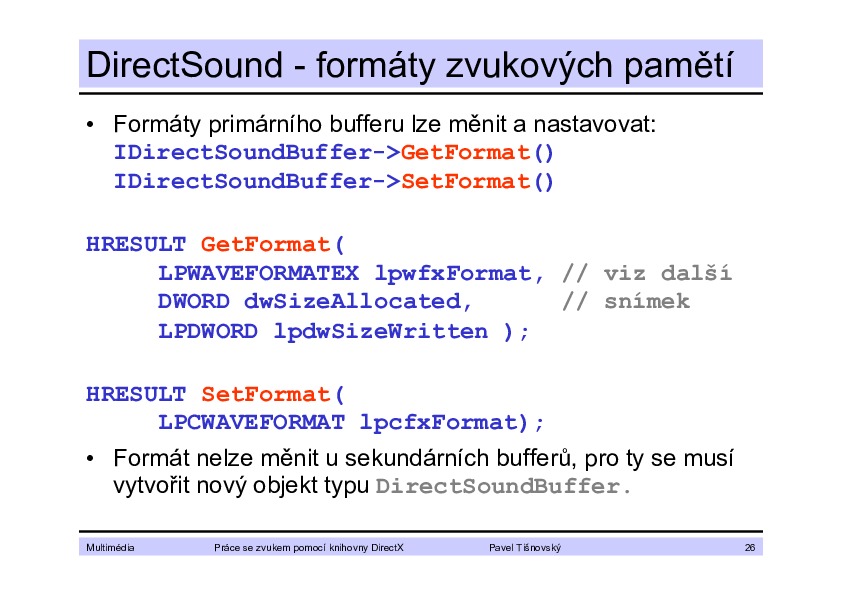 DirectSound - formáty zvukových pamětí
• Formáty primárního bufferu lze měnit a nastavovat:
IDirectSoundBuffer->GetFormat()
IDirectSoundBuffer->SetFormat()
HRESULT GetFormat(
LPWAVEFORMATEX lpwfxFormat, // viz další
DWORD dwSizeAllocated, // snímek
LPDWORD lpdwSizeWritten );
HRESULT SetFormat(
LPCWAVEFORMAT lpcfxFormat);
• Formát nelze měnit u sekundárních bufferů, pro ty se musí
vytvořit nový objekt typu DirectSoundBuffer.
Multimédia Práce se zvukem pomocí knihovny DirectX Pavel Tišnovský 26